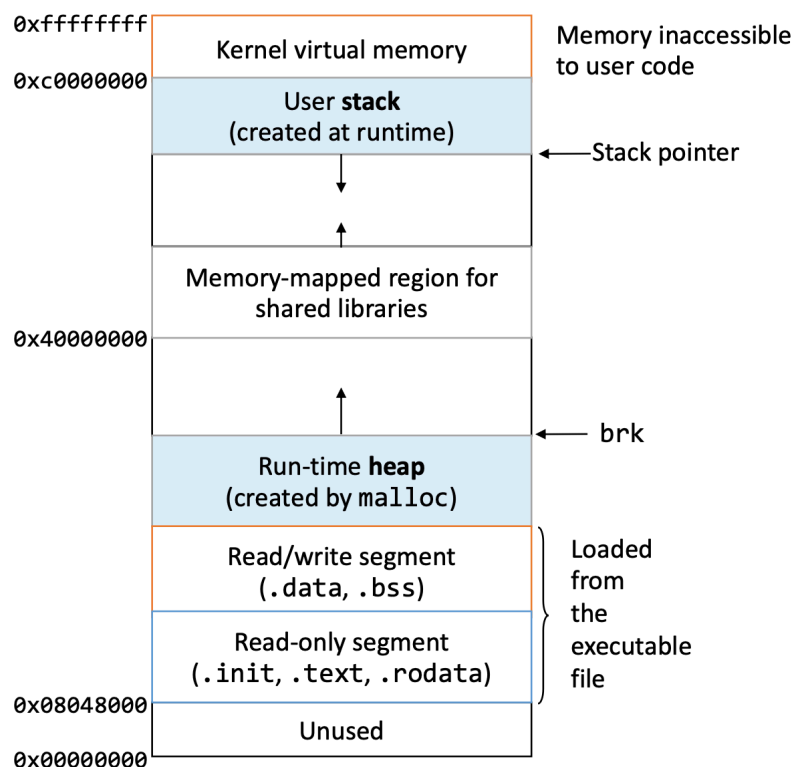 0xffffffff
Kernel virtual memory
Memory inaccessible
to user code
0xc0000000
User stack
(created at runtime)
Stack pointer
Memory-mapped region for
shared libraries
0x40000000
brk
Run-time heap
(created by malloc)
Read/write segment
(.data, .bss)
Loaded
from
the
executable
file
Read-only segment
(.init, .text, .rodata)
0x08048000
Unused
0x00000000